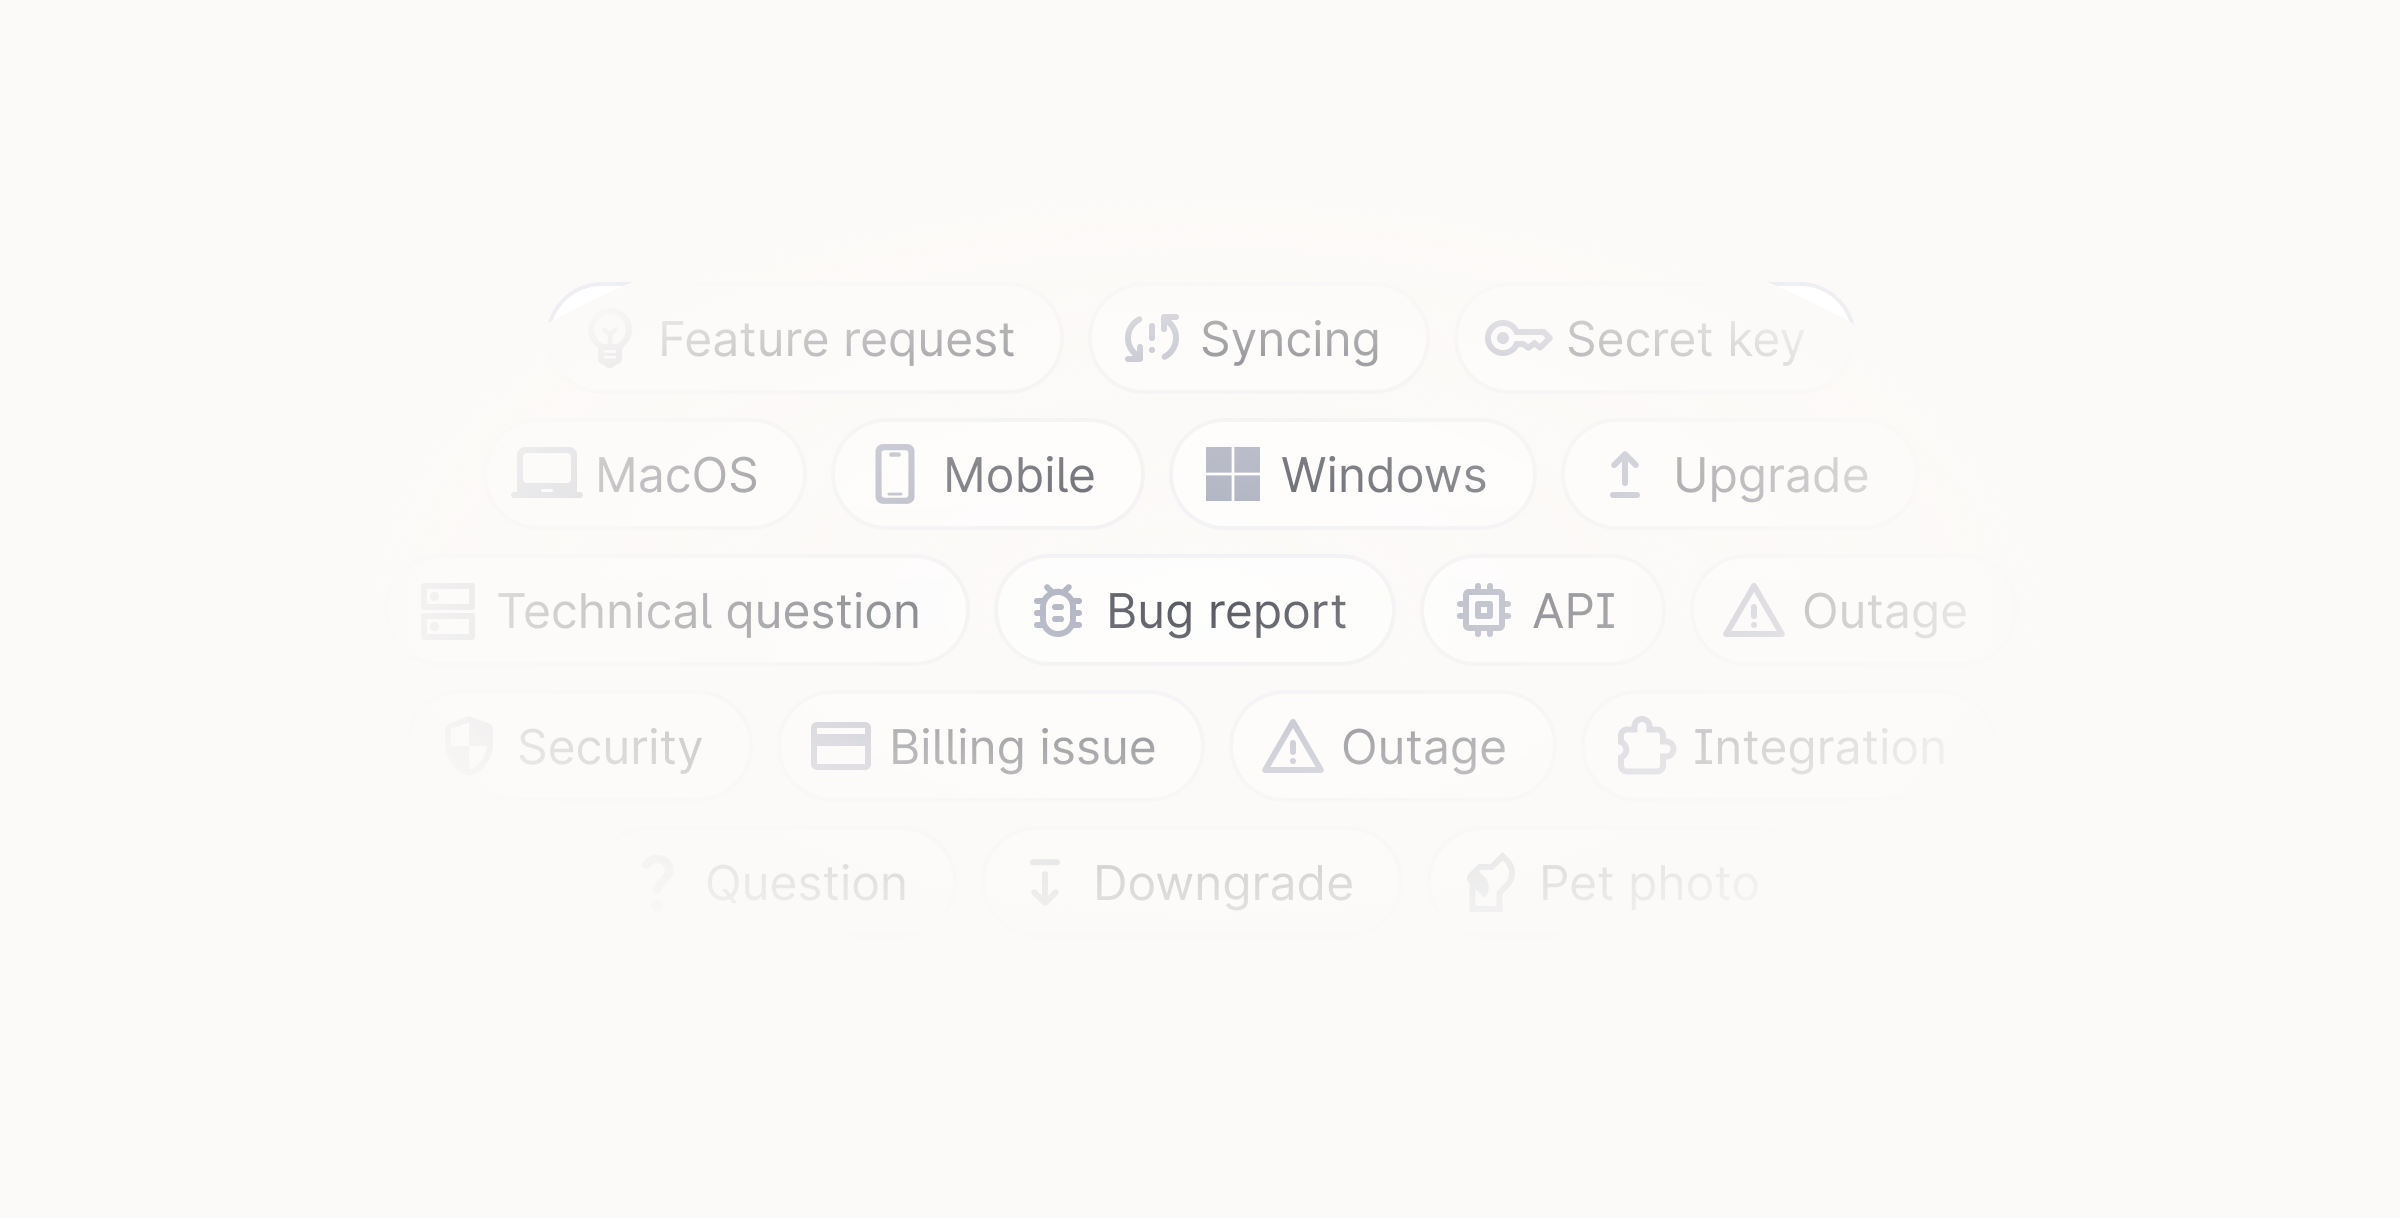 Feature request Syncing Secret key
MacOS Mobile Windows Upgrade
Technical question Bug report API Outage
Security Billing issue Outage Integration
Question Downgrade Pet photo